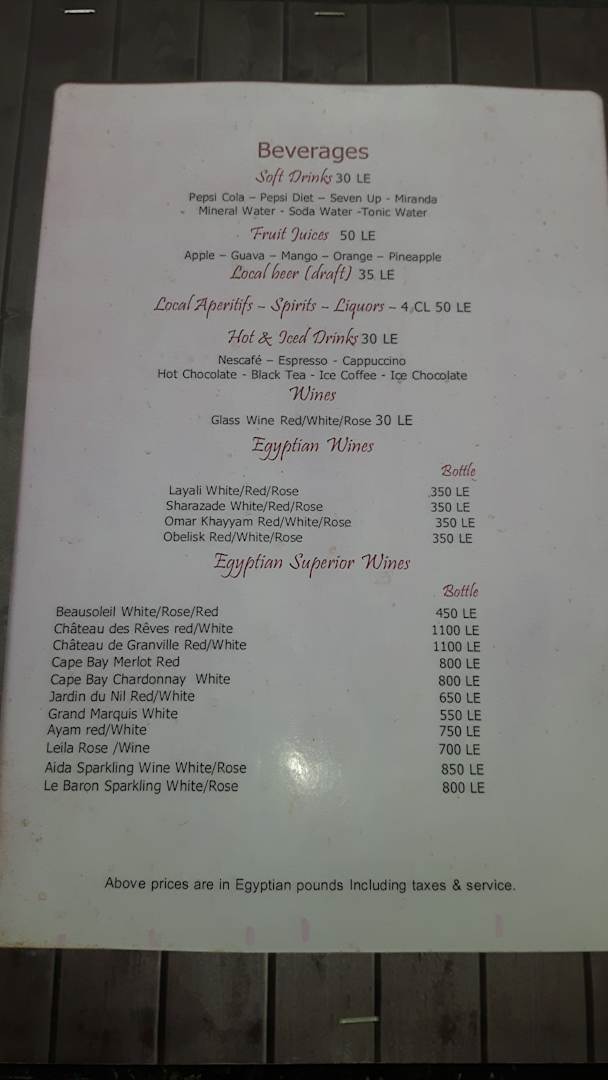 Beverages
Soft Drinks 30 LE
Pepsi Cola – Pepsi Diet – Seven Up - Miranda
Mineral Water - Soda Water -Tonic Water
Fruit Juices 50 LE
Apple – Guava – Mango – Orange – Pineapple
Local beer (draft) 35 LE
Local Aperitifs – Spirits – Liquors – 4 CL 50 LE
Hot & Iced Drinks 30 LE
Nescafé – Espresso - Cappuccino
Hot Chocolate - Black Tea - Ice Coffee - Ice Chocolate
Wines
Glass Wine Red/White/Rose 30 LE
Egyptian Wines
Bottle
Layali White/Red/Rose 350 LE
Sharazade White/Red/Rose 350 LE
Omar Khayyam Red/White/Rose 350 LE
Obelisk Red/White/Rose 350 LE
Egyptian Superior Wines
Bottle
Beausoleil White/Rose/Red 450 LE
Château des Rêves red/White 1100 LE
Château de Granville Red/White 1100 LE
Cape Bay Merlot Red 800 LE
Cape Bay Chardonnay White 800 LE
Jardin du Nil Red/White 650 LE
Grand Marquis White 550 LE
Ayam red/White 750 LE
Leila Rose /Wine 700 LE
Aida Sparkling Wine White/Rose 850 LE
Le Baron Sparkling White/Rose 800 LE
Above prices are in Egyptian pounds Including taxes & service.